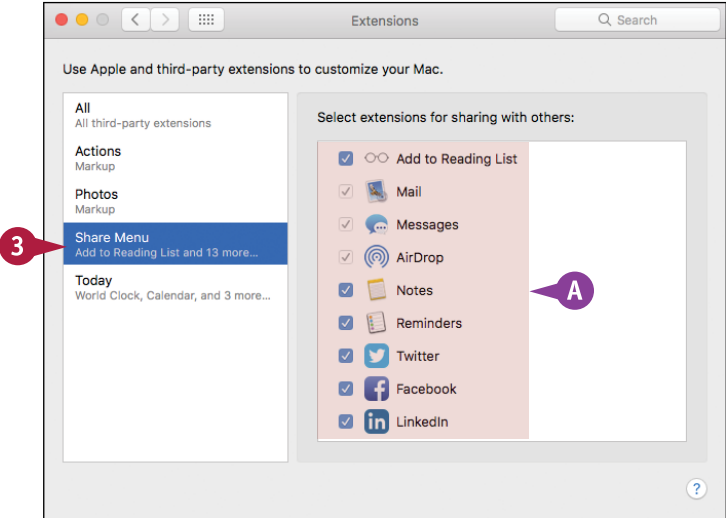 Extensions
Search
Use Apple and third-party extensions to customize your Mac.
All
All third-party extensions
Actions
Markup
Photos
Markup
Share Menu
Add to Reading List and 13 more...
Today
World Clock, Calendar, and 3 more...
3
Select extensions for sharing with others:
Add to Reading List
Mail
Messages
AirDrop
Notes
Reminders
Twitter
Facebook
LinkedIn
A
?